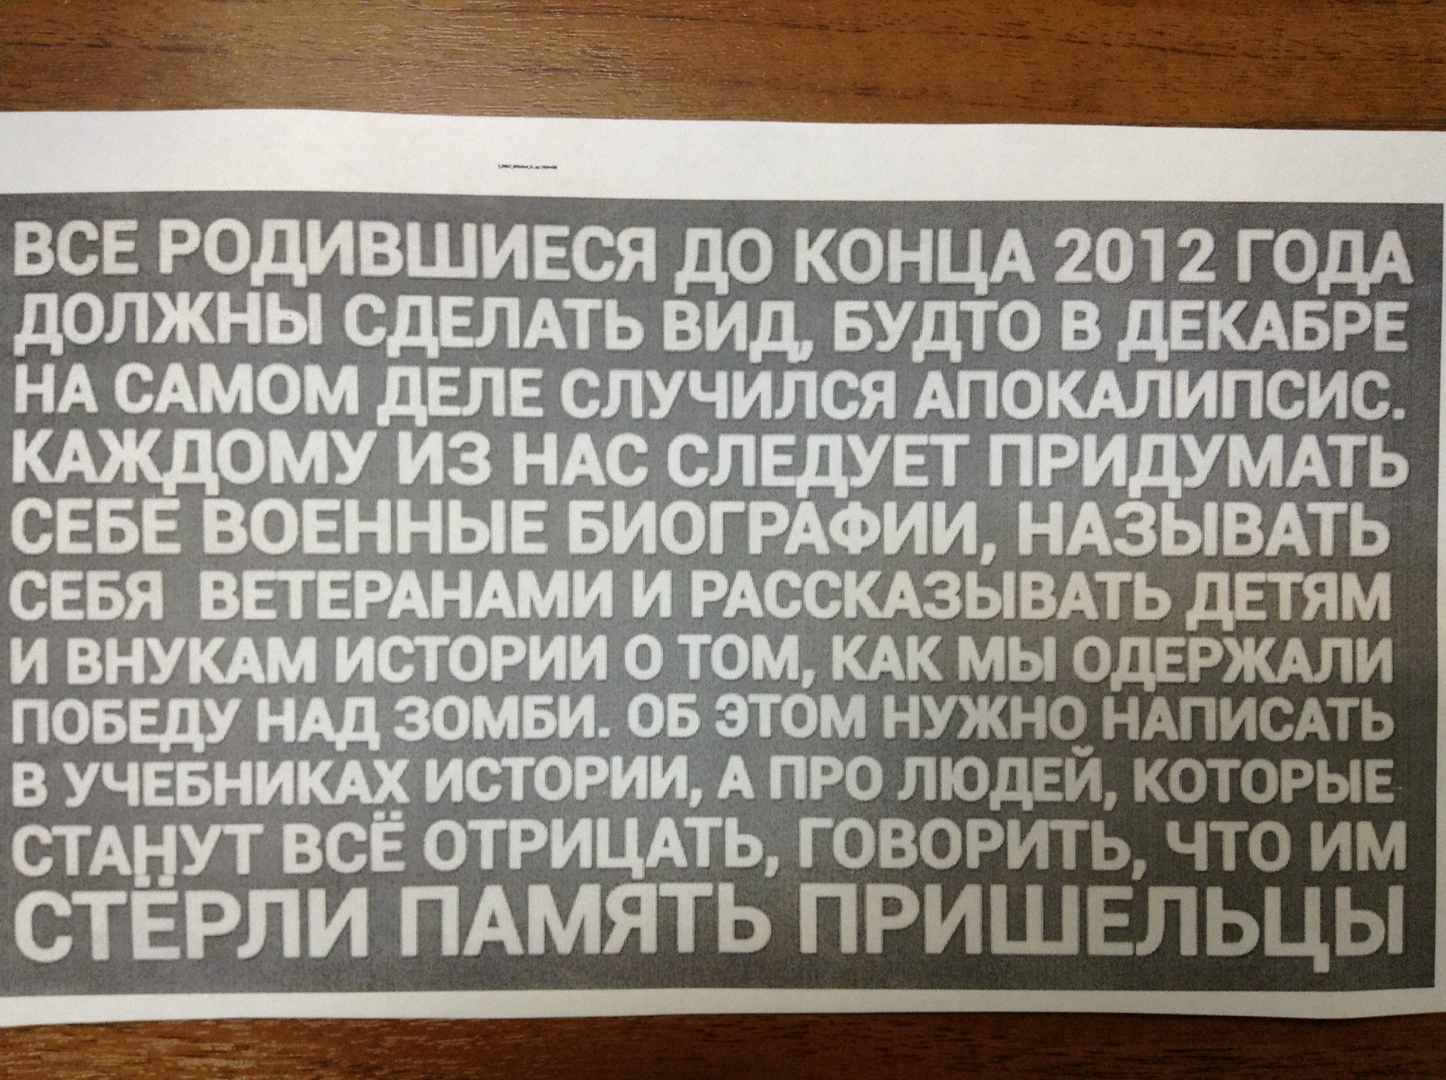 ВСЕ РОДИВШИЕСЯ ДО КОНЦА 2012 ГОДА
ДОЛЖНЫ СДЕЛАТЬ ВИД, БУДТО В ДЕКАБРЕ
НА САМОМ ДЕЛЕ СЛУЧИЛСЯ АПОКАЛИПСИС.
КАЖДОМУ ИЗ НАС СЛЕДУЕТ ПРИДУМАТЬ
СЕБЕ ВОЕННЫЕ БИОГРАФИИ, НАЗЫВАТЬ
СЕБЯ ВЕТЕРАНАМИ И РАССКАЗЫВАТЬ ДЕТЯМ
И ВНУКАМ ИСТОРИИ О ТОМ, КАК МЫ ОДЕРЖАЛИ
ПОБЕДУ НАД ЗОМБИ. ОБ ЭТОМ НУЖНО НАПИСАТЬ
В УЧЕБНИКАХ ИСТОРИИ, А ПРО ЛЮДЕЙ, КОТОРЫЕ
СТАНУТ ВСЁ ОТРИЦАТЬ, ГОВОРИТЬ, ЧТО ИМ
СТЁРЛИ ПАМЯТЬ ПРИШЕЛЬЦЫ